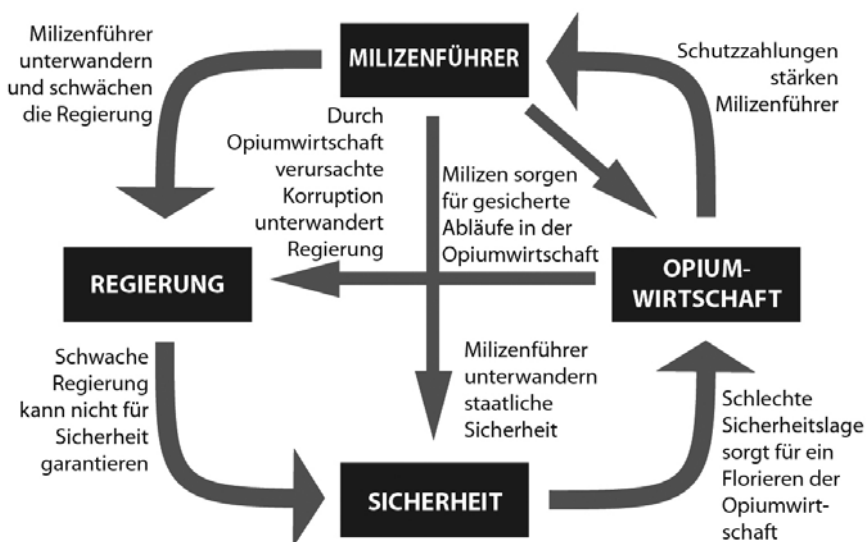 Milizenführer
unterwandern
und schwächen
die Regierung
MILIZENFÜHRER
Schutzzahlungen
stärken
Milizenführer
Durch
Opiumwirtschaft
verursachte
Korruption
unterwandert
Regierung
Milizen sorgen
für gesicherte
Abläufe in der
Opiumwirtschaft
REGIERUNG
OPIUM-
WIRTSCHAFT
Schwache
Regierung
kann nicht für
Sicherheit
garantieren
Milizenführer
unterwandern
staatliche
Sicherheit
Schlechte
Sicherheitslage
sorgt für ein
Florieren der
Opiumwirt-
schaft
SICHERHEIT